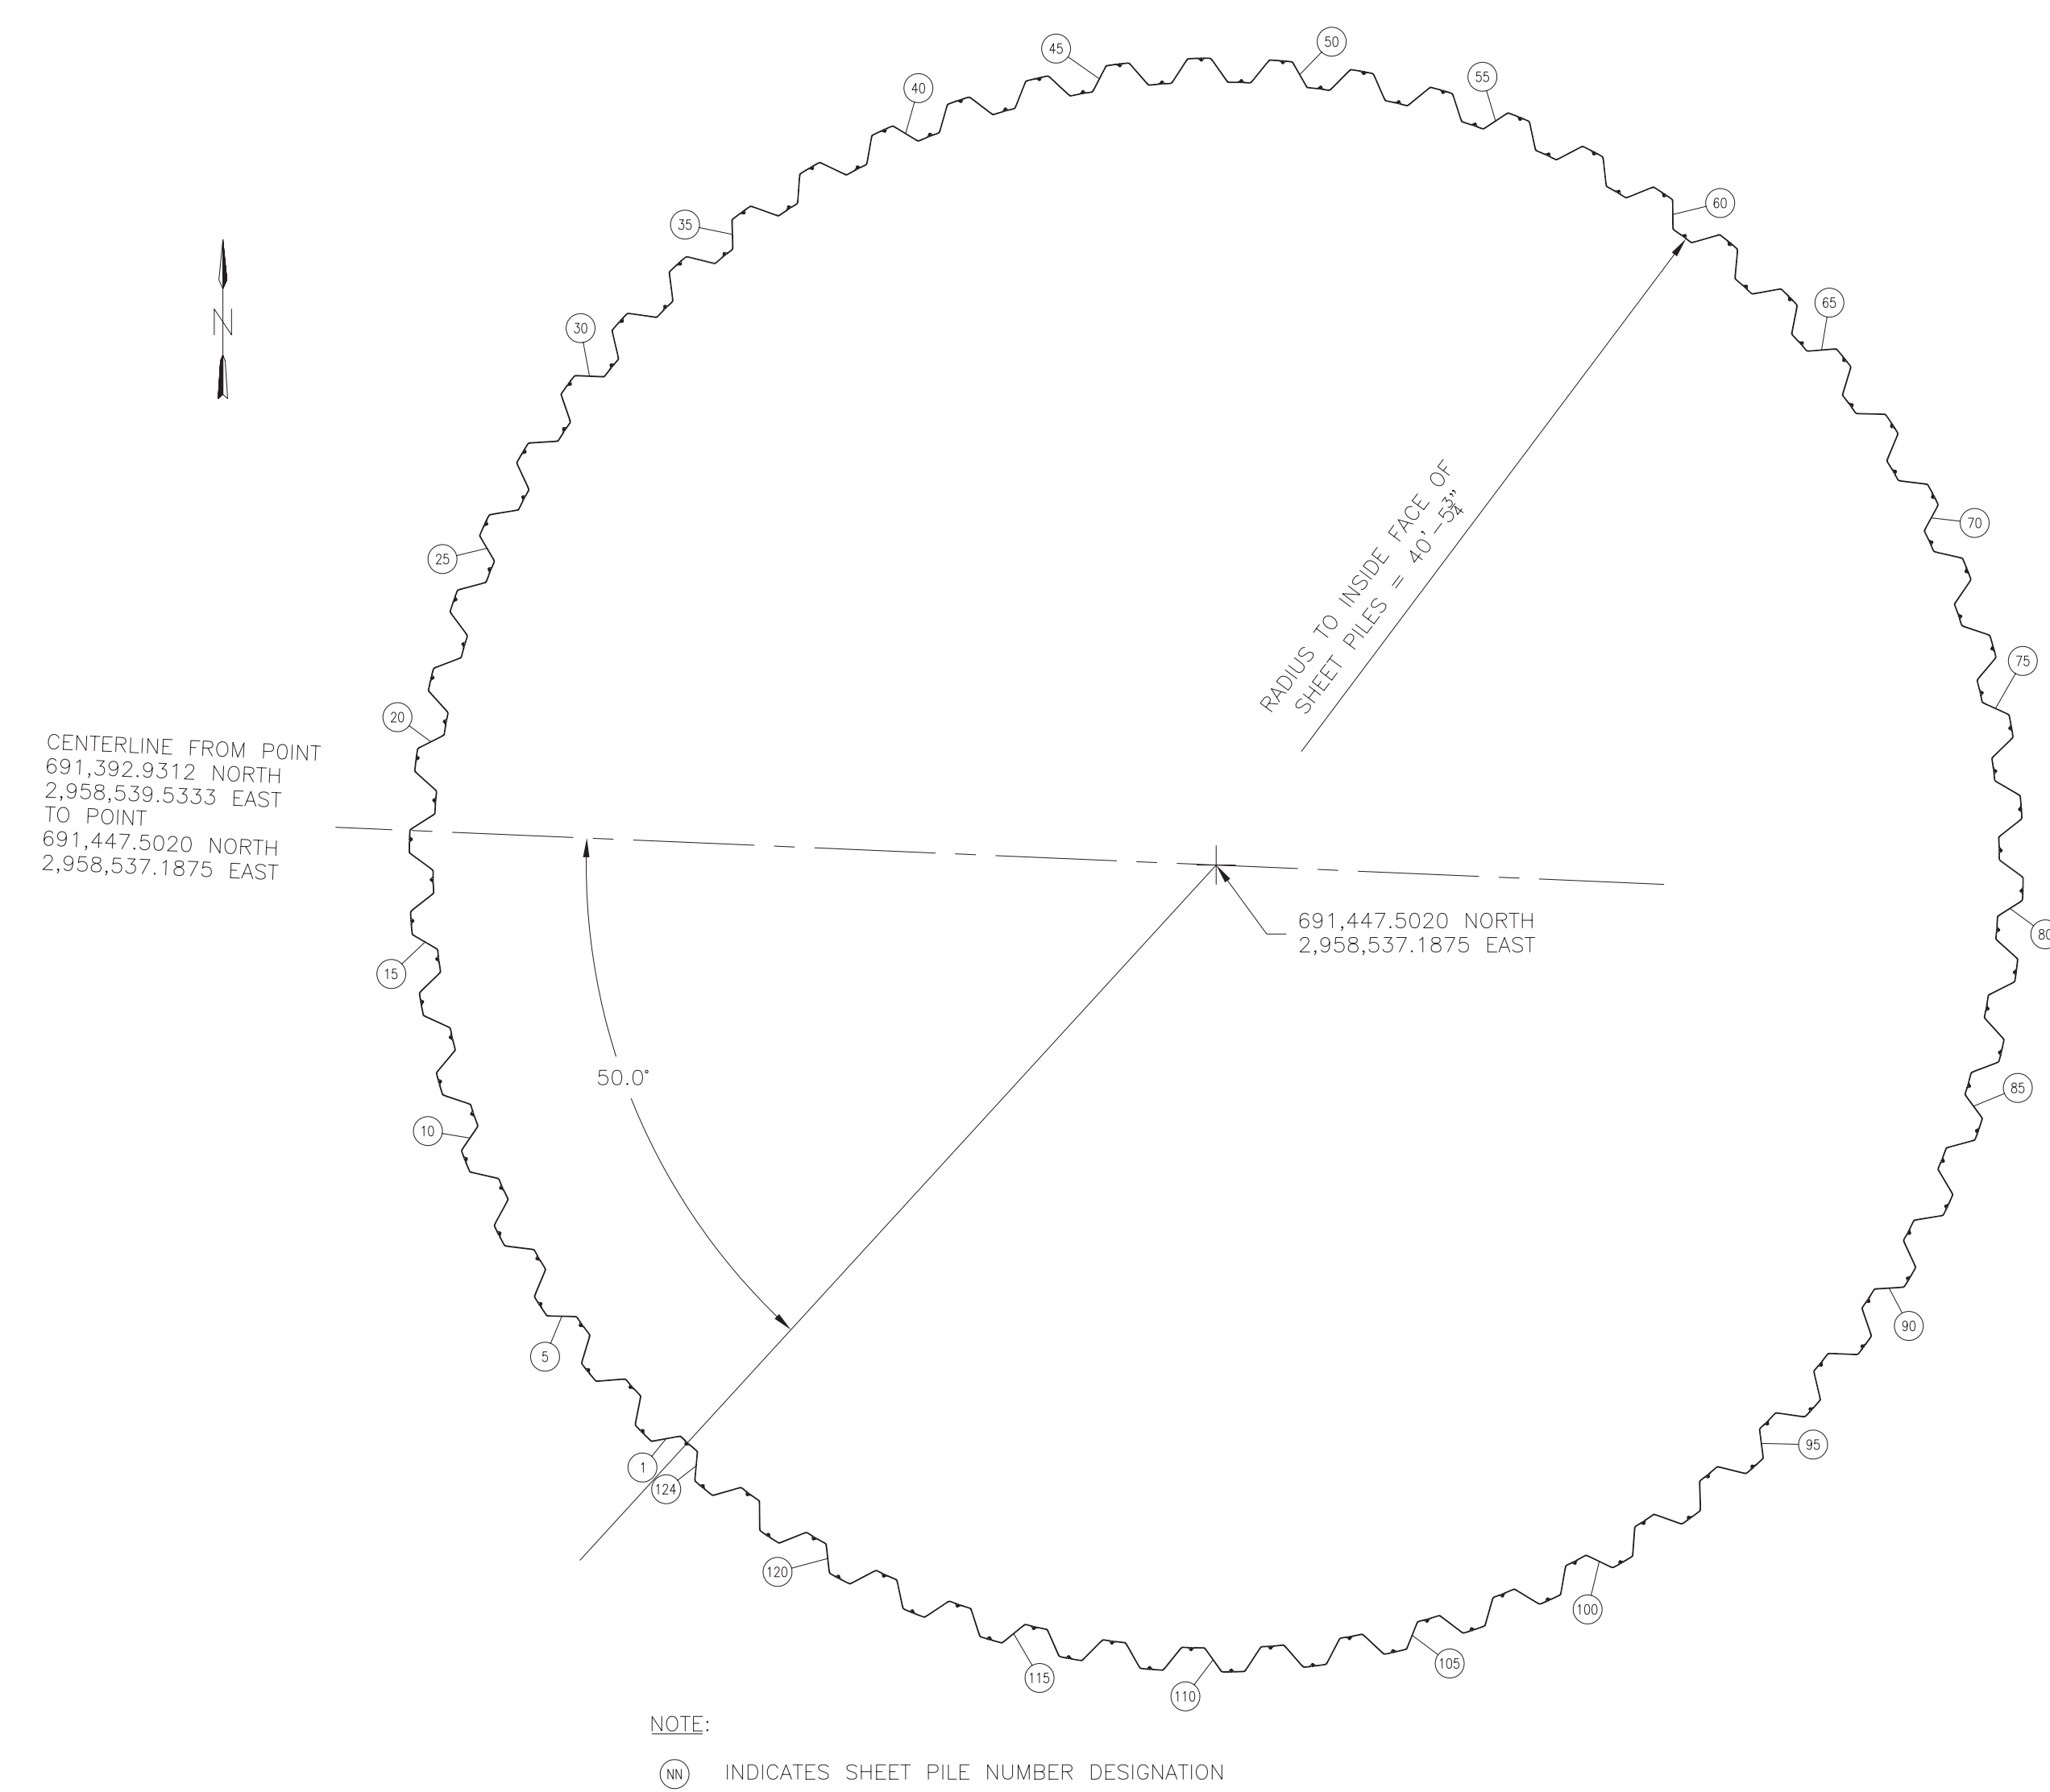 45
50
40
55
35
60
N
30
65
RADIUS TO INSIDE FACE OF
SHEET PILES = 40'-5¾"
25
70
75
20
CENTERLINE FROM POINT
691,392.9312 NORTH
2,958,539.5333 EAST
TO POINT
691,447.5020 NORTH
2,958,537.1875 EAST
691,447.5020 NORTH
2,958,537.1875 EAST
80
15
50.0°
85
10
90
5
95
1
124
120
100
115
105
110
NOTE:
NN INDICATES SHEET PILE NUMBER DESIGNATION